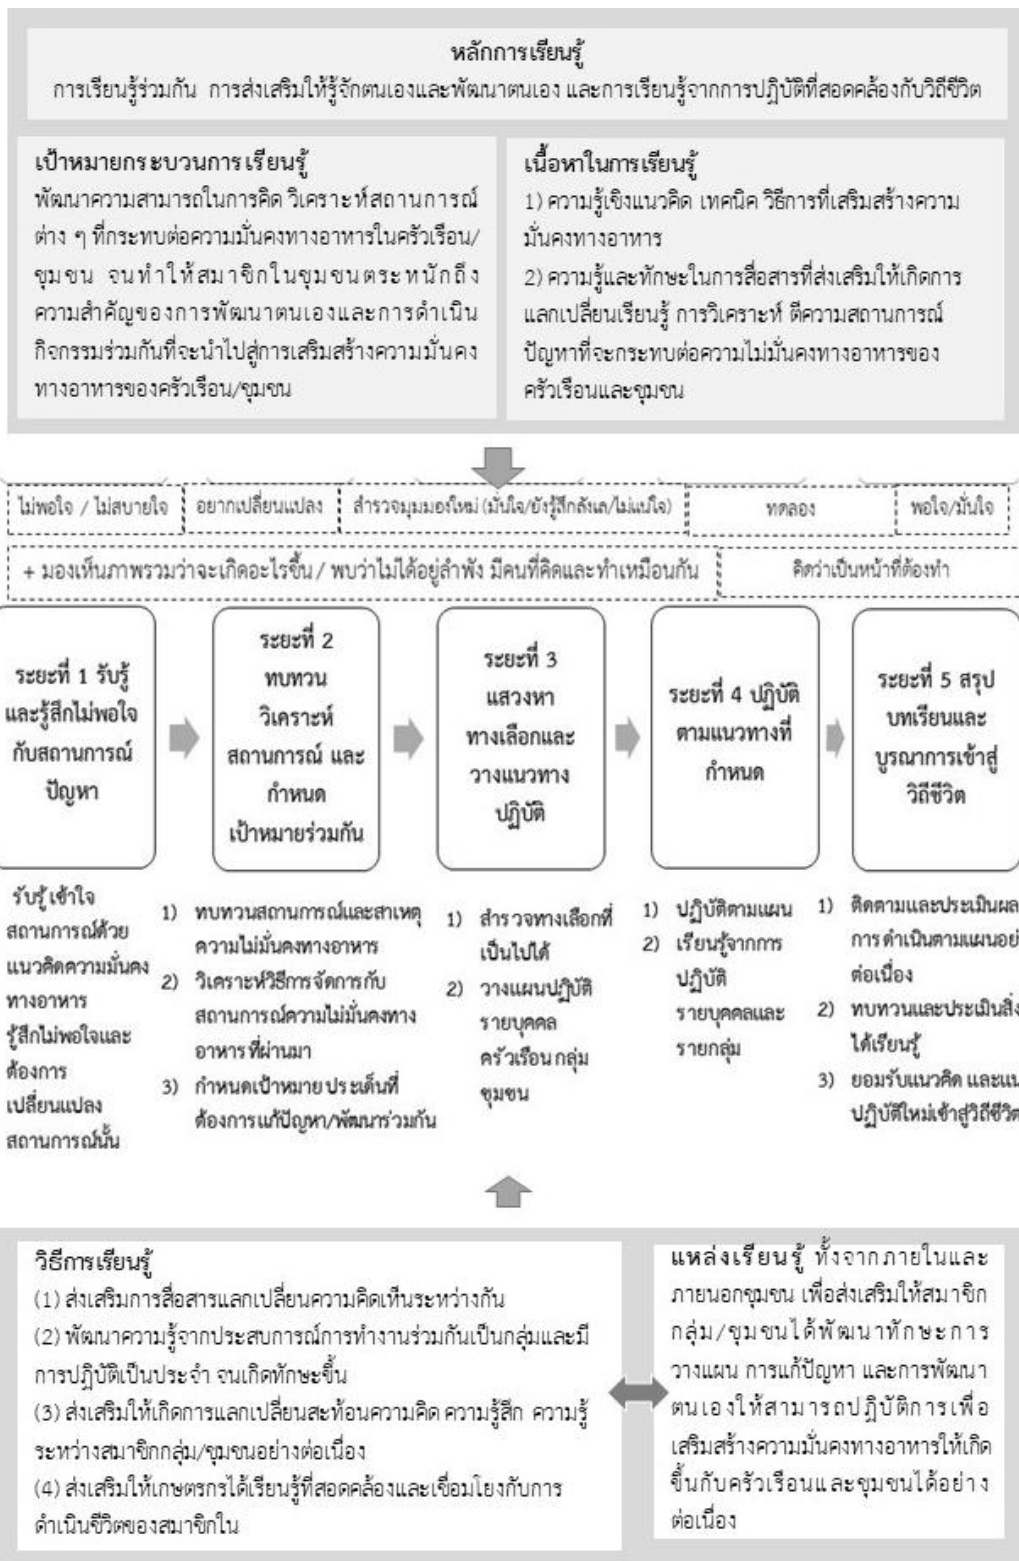 หลักการเรียนรู้
การเรียนรู้ร่วมกัน การส่งเสริมให้รู้จักตนเองและพัฒนาตนเอง และการเรียนรู้จากการปฏิบัติที่สอดคล้องกับวิถีชีวิต
เป้าหมายกระบวนการเรียนรู้
พัฒนาความสามารถในการคิด วิเคราะห์สถานการณ์
ต่าง ๆ ที่กระทบต่อความมั่นคงทางอาหารในครัวเรือน/
ชุมชน จนทำให้สมาชิกในชุมชนตระหนักถึง
ความสำคัญของการพัฒนาตนเองและการดำเนิน
กิจกรรมร่วมกันที่จะนำไปสู่การเสริมสร้างความมั่นคง
ทางอาหารของครัวเรือน/ชุมชน
เนื้อหาในการเรียนรู้
1) ความรู้เชิงแนวคิด เทคนิค วิธีการที่เสริมสร้างความ
มั่นคงทางอาหาร
2) ความรู้และทักษะในการสื่อสารที่ส่งเสริมให้เกิดการ
แลกเปลี่ยนเรียนรู้ การวิเคราะห์ ตีความสถานการณ์
ปัญหาที่จะกระทบต่อความไม่มั่นคงทางอาหารของ
ครัวเรือนและชุมชน
ไม่พอใจ / ไม่สบายใจ
อยากเปลี่ยนแปลง
สำรวจมุมมองใหม่ (มั่นใจ/ยังรู้สึกลังเล/ไม่แน่ใจ)
ทดลอง
พอใจ/มั่นใจ
+ มองเห็นภาพรวมว่าจะเกิดอะไรขึ้น / พบว่าไม่ได้อยู่ลำพัง มีคนที่คิดและทำเหมือนกัน
คิดว่าเป็นหน้าที่ต้องทำ
ระยะที่ 1 รับรู้
และรู้สึกไม่พอใจ
กับสถานการณ์
ปัญหา
ระยะที่ 2
ทบทวน
วิเคราะห์
สถานการณ์ และ
กำหนด
เป้าหมายร่วมกัน
ระยะที่ 3
แสวงหา
ทางเลือกและ
วางแนวทาง
ปฏิบัติ
ระยะที่ 4 ปฏิบัติ
ตามแนวทางที่
กำหนด
ระยะที่ 5 สรุป
บทเรียนและ
บูรณาการเข้าสู่
วิถีชีวิต
รับรู้ เข้าใจ
สถานการณ์ด้วย
แนวคิดความมั่นคง
ทางอาหาร
รู้สึกไม่พอใจและ
ต้องการ
เปลี่ยนแปลง
สถานการณ์นั้น
1) ทบทวนสถานการณ์และสาเหตุ
ความไม่มั่นคงทางอาหาร
2) วิเคราะห์วิธีการจัดการกับ
สถานการณ์ความไม่มั่นคงทาง
อาหารที่ผ่านมา
3) กำหนดเป้าหมาย ประเด็นที่
ต้องการแก้ปัญหา/พัฒนาร่วมกัน
1) สำรวจทางเลือกที่
เป็นไปได้
2) วางแผนปฏิบัติ
รายบุคคล
ครัวเรือน กลุ่ม
ชุมชน
1) ปฏิบัติตามแผน
2) เรียนรู้จากการ
ปฏิบัติ
รายบุคคลและ
รายกลุ่ม
1) ติดตามและประเมินผล
การดำเนินตามแผนอย่
ต่อเนื่อง
2) ทบทวนและประเมินสิ่ง
ได้เรียนรู้
3) ยอมรับแนวคิด และแน
ปฏิบัติใหม่เข้าสู่วิถีชีวิต
วิธีการเรียนรู้
(1) ส่งเสริมการสื่อสารแลกเปลี่ยนความคิดเห็นระหว่างกัน
(2) พัฒนาความรู้จากประสบการณ์การทำงานร่วมกันเป็นกลุ่มและมี
การปฏิบัติเป็นประจำ จนเกิดทักษะขึ้น
(3) ส่งเสริมให้เกิดการแลกเปลี่ยนสะท้อนความคิด ความรู้สึก ความรู้
ระหว่างสมาชิกกลุ่ม/ชุมชนอย่างต่อเนื่อง
(4) ส่งเสริมให้เกษตรกรได้เรียนรู้ที่สอดคล้องและเชื่อมโยงกับการ
ดำเนินชีวิตของสมาชิกใน
แหล่งเรียนรู้ ทั้งจากภายในและ
ภายนอกชุมชน เพื่อส่งเสริมให้สมาชิก
กลุ่ม/ชุมชนได้พัฒนาทักษะการ
วางแผน การแก้ปัญหา และการพัฒนา
ตนเองให้สามารถปฏิบัติการเพื่อ
เสริมสร้างความมั่นคงทางอาหารให้เกิด
ขึ้นกับครัวเรือนและชุมชนได้อย่าง
ต่อเนื่อง